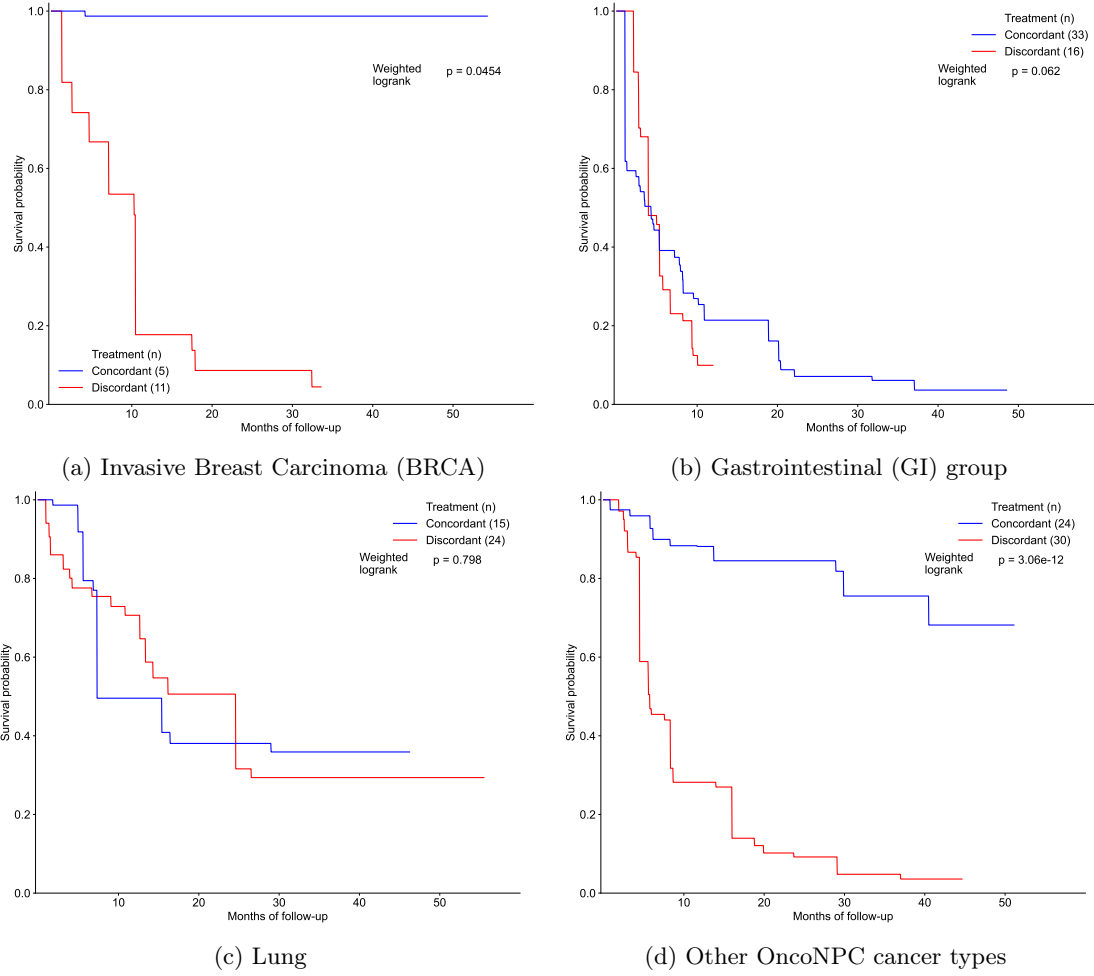 1.0
0.8
0.6
0.4
0.2
0.0
Survival probability
Weighted
logrank
p = 0.0454
Treatment (n)
Concordant (5)
Discordant (11)
10 20 30 40 50
Months of follow-up
(a) Invasive Breast Carcinoma (BRCA)
1.0
0.8
0.6
0.4
0.2
0.0
Survival probability
Treatment (n)
Concordant (33)
Discordant (16)
Weighted
logrank
p = 0.062
10 20 30 40 50
Months of follow-up
(b) Gastrointestinal (GI) group
1.0
0.8
0.6
0.4
0.2
0.0
Survival probability
Treatment (n)
Concordant (15)
Discordant (24)
Weighted
logrank
p = 0.798
10 20 30 40 50
Months of follow-up
(c) Lung
1.0
0.8
0.6
0.4
0.2
0.0
Survival probability
Treatment (n)
Concordant (24)
Discordant (30)
Weighted
logrank
p = 3.06e-12
10 20 30 40 50
Months of follow-up
(d) Other OncoNPC cancer types